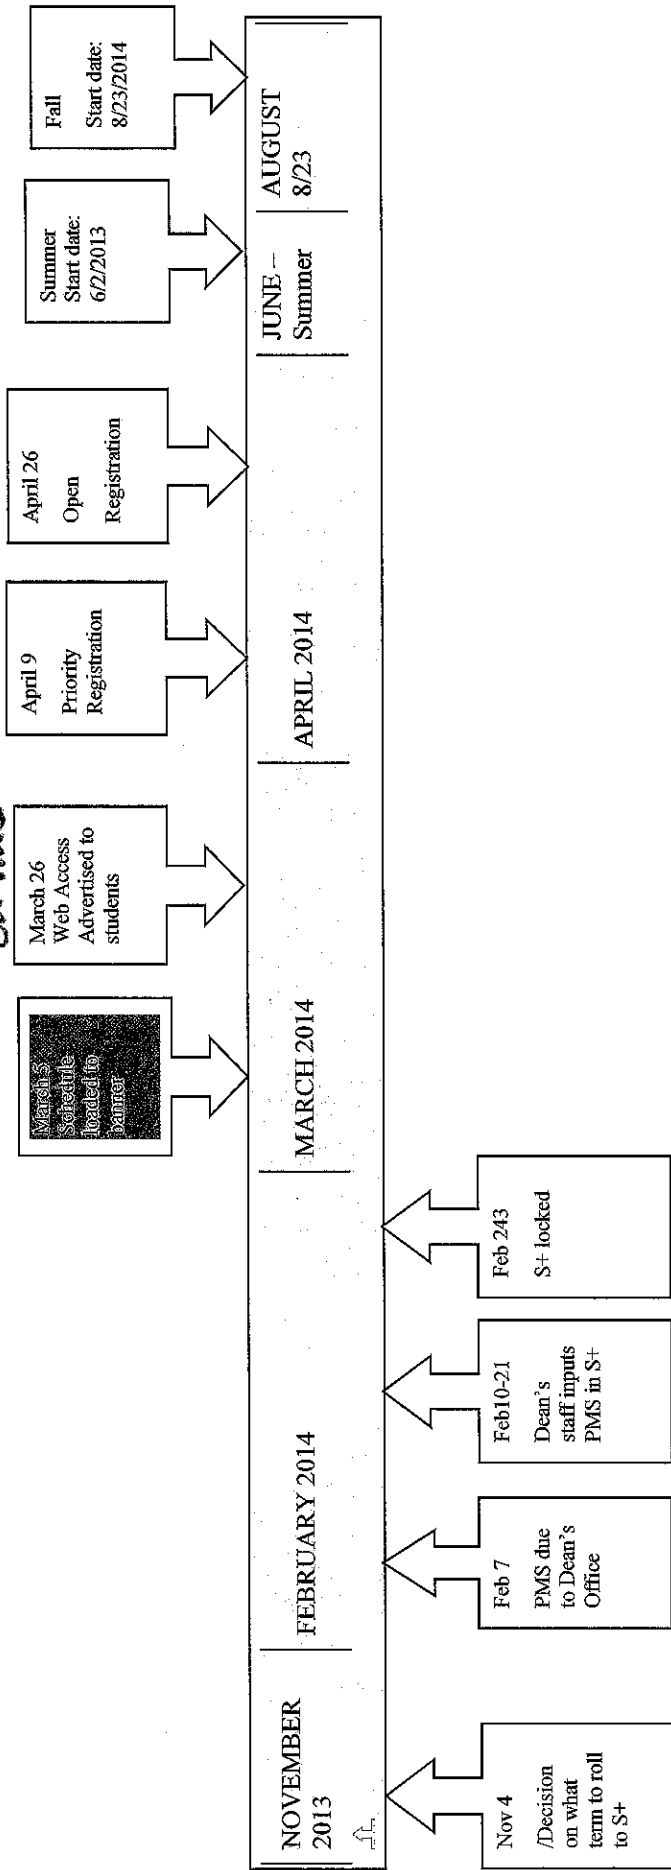 March 5
Schedule
loaded to
banner
March 26
Web Access
Advertised to
students
April 9
Priority
Registration
April 26
Open
Registration
Summer
Start date:
6/2/2013
Fall
Start date:
8/23/2014
NOVEMBER
2013
FEBRUARY 2014
MARCH 2014
APRIL 2014
JUNE –
Summer
AUGUST
8/23
Nov 4
/Decision
on what
term to roll
to S+
Feb 7
PMS due
to Dean's
Office
Feb10-21
Dean's
staff inputs
PMS in S+
Feb 243
S+ locked